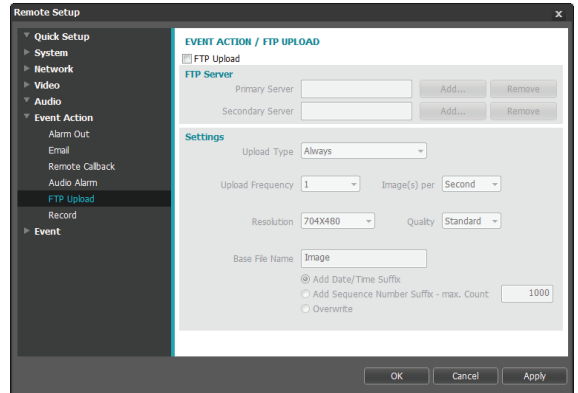 Remote Setup
x
Quick Setup
System
Network
Video
Audio
Event Action
Alarm Out
Email
Remote Callback
Audio Alarm
FTP Upload
Record
Event
EVENT ACTION / FTP UPLOAD
FTP Upload
FTP Server
Primary Server Add... Remove
Secondary Server Add... Remove
Settings
Upload Type Always
Upload Frequency 1 Image(s) per Second
Resolution 704X480 Quality Standard
Base File Name Image
Add Date/Time Suffix
Add Sequence Number Suffix - max. Count 1000
Overwrite
OK Cancel Apply